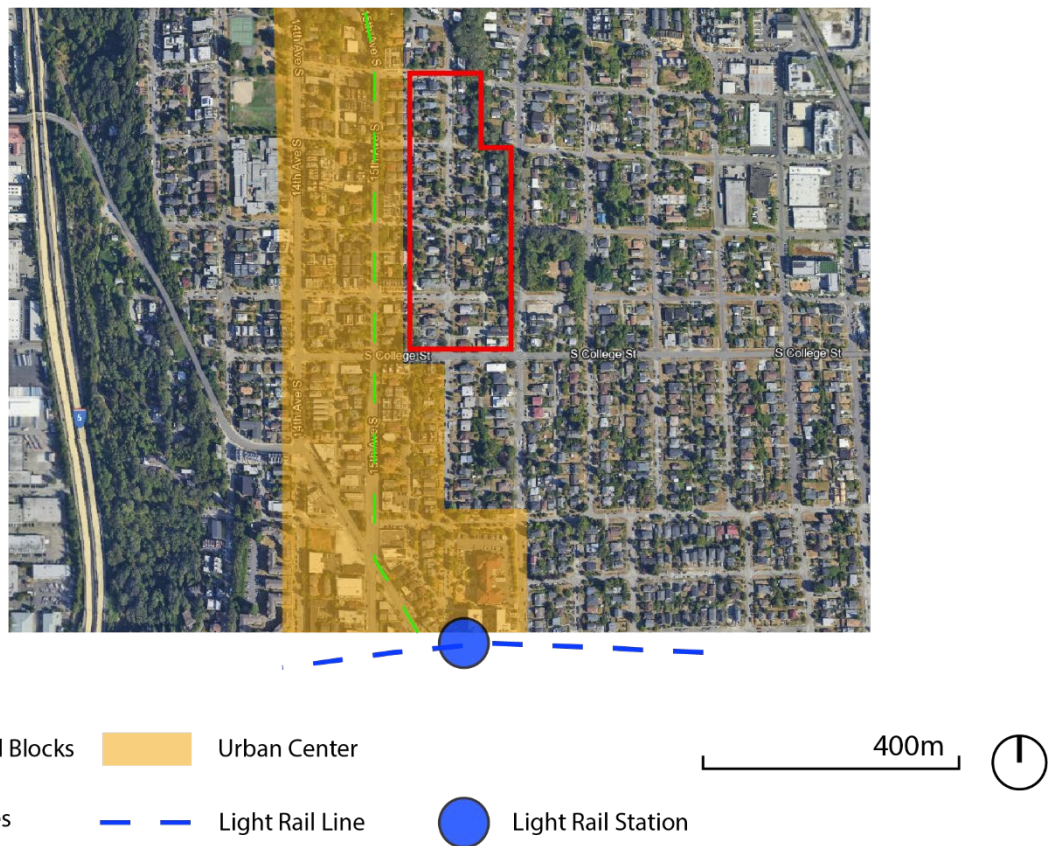 14th Ave S
15th Ave S
14th Ave S
15th Ave S
S College St
S College St
S College St
14th Ave S
15th Ave S
5
l Blocks
Urban Center
400m
es
Light Rail Line
Light Rail Station